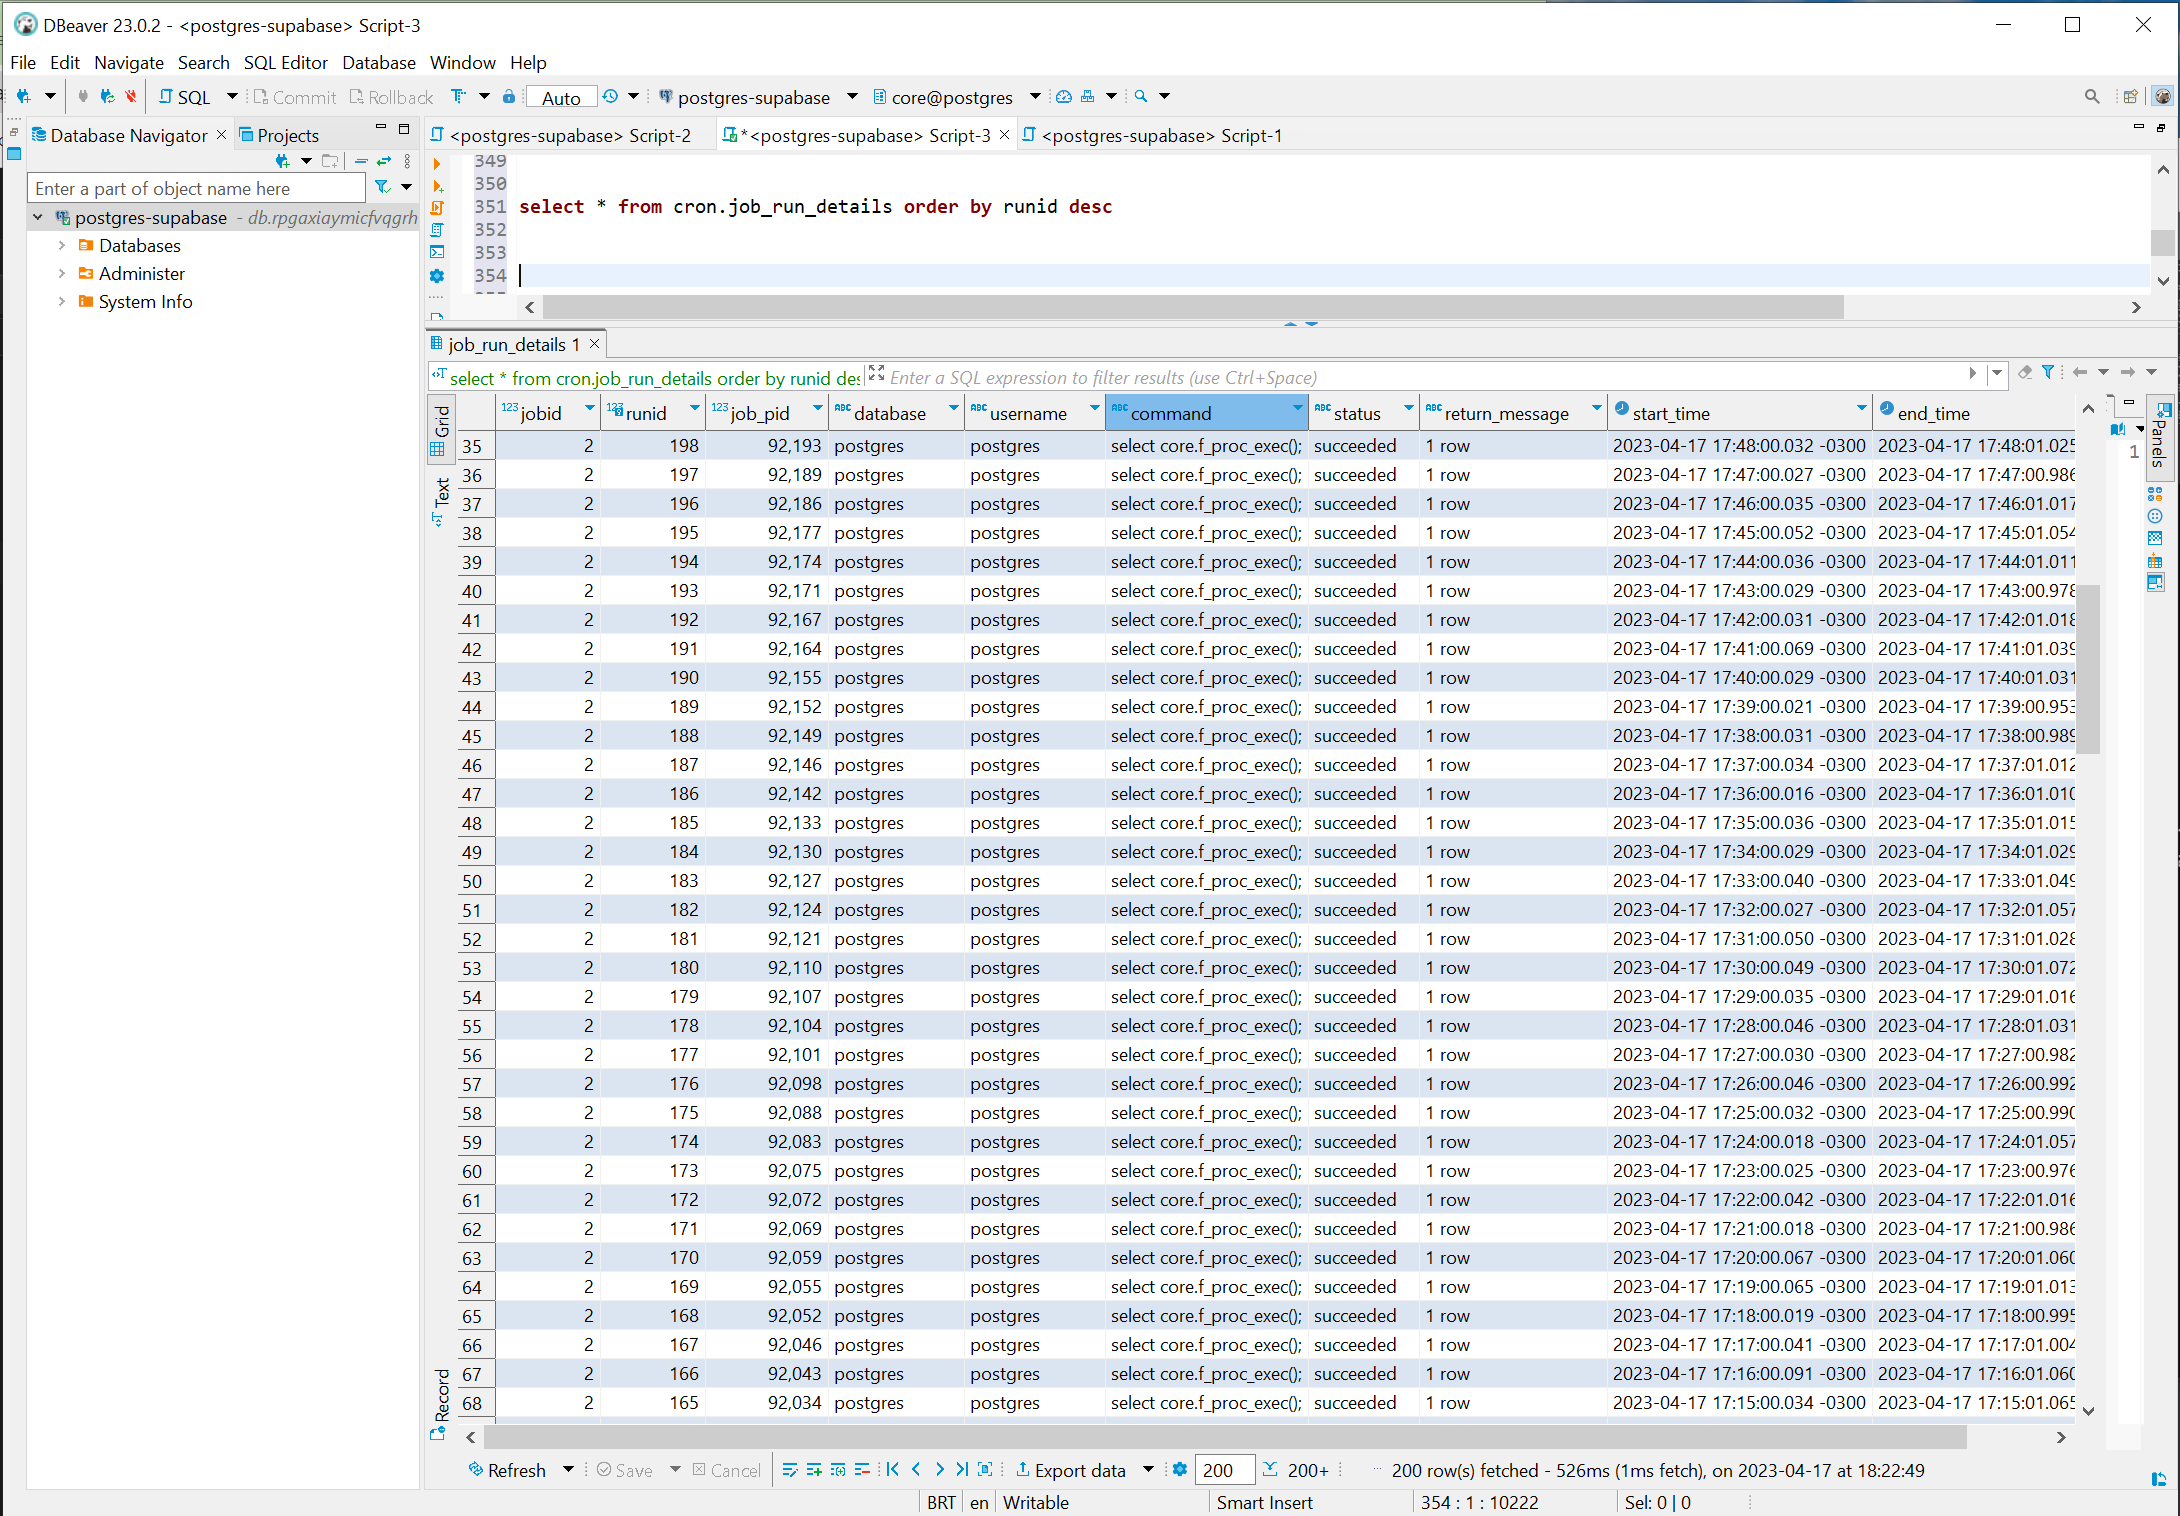 DBeaver 23.0.2 - <postgres-supabase> Script-3
File Edit Navigate Search SQL Editor Database Window Help
SQL Commit Rollback Auto postgres-supabase core@postgres
Database Navigator Projects
<postgres-supabase> Script-2 *<postgres-supabase> Script-3 <postgres-supabase> Script-1
Enter a part of object name here
postgres-supabase - db.rpgaxiaymicfvqgrh
Databases
Administer
System Info
349
350
351 select * from cron.job_run_details order by runid desc
352
353
354
job_run_details 1
select * from cron.job_run_details order by runid des Enter a SQL expression to filter results (use Ctrl+Space)
Grid
Text
Record
Panels
1
123 jobid 123 runid 123 job_pid ABC database ABC username ABC command ABC status ABC return_message start_time end_time
35 2 198 92,193 postgres postgres select core.f_proc_exec(); succeeded 1 row 2023-04-17 17:48:00.032 -0300 2023-04-17 17:48:01.025
36 2 197 92,189 postgres postgres select core.f_proc_exec(); succeeded 1 row 2023-04-17 17:47:00.027 -0300 2023-04-17 17:47:00.986
37 2 196 92,186 postgres postgres select core.f_proc_exec(); succeeded 1 row 2023-04-17 17:46:00.035 -0300 2023-04-17 17:46:01.017
38 2 195 92,177 postgres postgres select core.f_proc_exec(); succeeded 1 row 2023-04-17 17:45:00.052 -0300 2023-04-17 17:45:01.054
39 2 194 92,174 postgres postgres select core.f_proc_exec(); succeeded 1 row 2023-04-17 17:44:00.036 -0300 2023-04-17 17:44:01.011
40 2 193 92,171 postgres postgres select core.f_proc_exec(); succeeded 1 row 2023-04-17 17:43:00.029 -0300 2023-04-17 17:43:00.978
41 2 192 92,167 postgres postgres select core.f_proc_exec(); succeeded 1 row 2023-04-17 17:42:00.031 -0300 2023-04-17 17:42:01.018
42 2 191 92,164 postgres postgres select core.f_proc_exec(); succeeded 1 row 2023-04-17 17:41:00.069 -0300 2023-04-17 17:41:01.039
43 2 190 92,155 postgres postgres select core.f_proc_exec(); succeeded 1 row 2023-04-17 17:40:00.029 -0300 2023-04-17 17:40:01.031
44 2 189 92,152 postgres postgres select core.f_proc_exec(); succeeded 1 row 2023-04-17 17:39:00.021 -0300 2023-04-17 17:39:00.953
45 2 188 92,149 postgres postgres select core.f_proc_exec(); succeeded 1 row 2023-04-17 17:38:00.031 -0300 2023-04-17 17:38:00.989
46 2 187 92,146 postgres postgres select core.f_proc_exec(); succeeded 1 row 2023-04-17 17:37:00.034 -0300 2023-04-17 17:37:01.012
47 2 186 92,142 postgres postgres select core.f_proc_exec(); succeeded 1 row 2023-04-17 17:36:00.016 -0300 2023-04-17 17:36:01.010
48 2 185 92,133 postgres postgres select core.f_proc_exec(); succeeded 1 row 2023-04-17 17:35:00.036 -0300 2023-04-17 17:35:01.015
49 2 184 92,130 postgres postgres select core.f_proc_exec(); succeeded 1 row 2023-04-17 17:34:00.029 -0300 2023-04-17 17:34:01.029
50 2 183 92,127 postgres postgres select core.f_proc_exec(); succeeded 1 row 2023-04-17 17:33:00.040 -0300 2023-04-17 17:33:01.049
51 2 182 92,124 postgres postgres select core.f_proc_exec(); succeeded 1 row 2023-04-17 17:32:00.027 -0300 2023-04-17 17:32:01.057
52 2 181 92,121 postgres postgres select core.f_proc_exec(); succeeded 1 row 2023-04-17 17:31:00.050 -0300 2023-04-17 17:31:01.028
53 2 180 92,110 postgres postgres select core.f_proc_exec(); succeeded 1 row 2023-04-17 17:30:00.049 -0300 2023-04-17 17:30:01.072
54 2 179 92,107 postgres postgres select core.f_proc_exec(); succeeded 1 row 2023-04-17 17:29:00.035 -0300 2023-04-17 17:29:01.016
55 2 178 92,104 postgres postgres select core.f_proc_exec(); succeeded 1 row 2023-04-17 17:28:00.046 -0300 2023-04-17 17:28:01.031
56 2 177 92,101 postgres postgres select core.f_proc_exec(); succeeded 1 row 2023-04-17 17:27:00.030 -0300 2023-04-17 17:27:00.982
57 2 176 92,098 postgres postgres select core.f_proc_exec(); succeeded 1 row 2023-04-17 17:26:00.046 -0300 2023-04-17 17:26:00.992
58 2 175 92,088 postgres postgres select core.f_proc_exec(); succeeded 1 row 2023-04-17 17:25:00.032 -0300 2023-04-17 17:25:00.990
59 2 174 92,083 postgres postgres select core.f_proc_exec(); succeeded 1 row 2023-04-17 17:24:00.018 -0300 2023-04-17 17:24:01.057
60 2 173 92,075 postgres postgres select core.f_proc_exec(); succeeded 1 row 2023-04-17 17:23:00.025 -0300 2023-04-17 17:23:00.976
61 2 172 92,072 postgres postgres select core.f_proc_exec(); succeeded 1 row 2023-04-17 17:22:00.042 -0300 2023-04-17 17:22:01.016
62 2 171 92,069 postgres postgres select core.f_proc_exec(); succeeded 1 row 2023-04-17 17:21:00.018 -0300 2023-04-17 17:21:00.986
63 2 170 92,059 postgres postgres select core.f_proc_exec(); succeeded 1 row 2023-04-17 17:20:00.067 -0300 2023-04-17 17:20:01.060
64 2 169 92,055 postgres postgres select core.f_proc_exec(); succeeded 1 row 2023-04-17 17:19:00.065 -0300 2023-04-17 17:19:01.013
65 2 168 92,052 postgres postgres select core.f_proc_exec(); succeeded 1 row 2023-04-17 17:18:00.019 -0300 2023-04-17 17:18:00.995
66 2 167 92,046 postgres postgres select core.f_proc_exec(); succeeded 1 row 2023-04-17 17:17:00.041 -0300 2023-04-17 17:17:01.004
67 2 166 92,043 postgres postgres select core.f_proc_exec(); succeeded 1 row 2023-04-17 17:16:00.091 -0300 2023-04-17 17:16:01.060
68 2 165 92,034 postgres postgres select core.f_proc_exec(); succeeded 1 row 2023-04-17 17:15:00.034 -0300 2023-04-17 17:15:01.065
Refresh Save Cancel Export data 200 200+ 200 row(s) fetched - 526ms (1ms fetch), on 2023-04-17 at 18:22:49
BRT en Writable Smart Insert 354 : 1 : 10222 Sel: 0 | 0